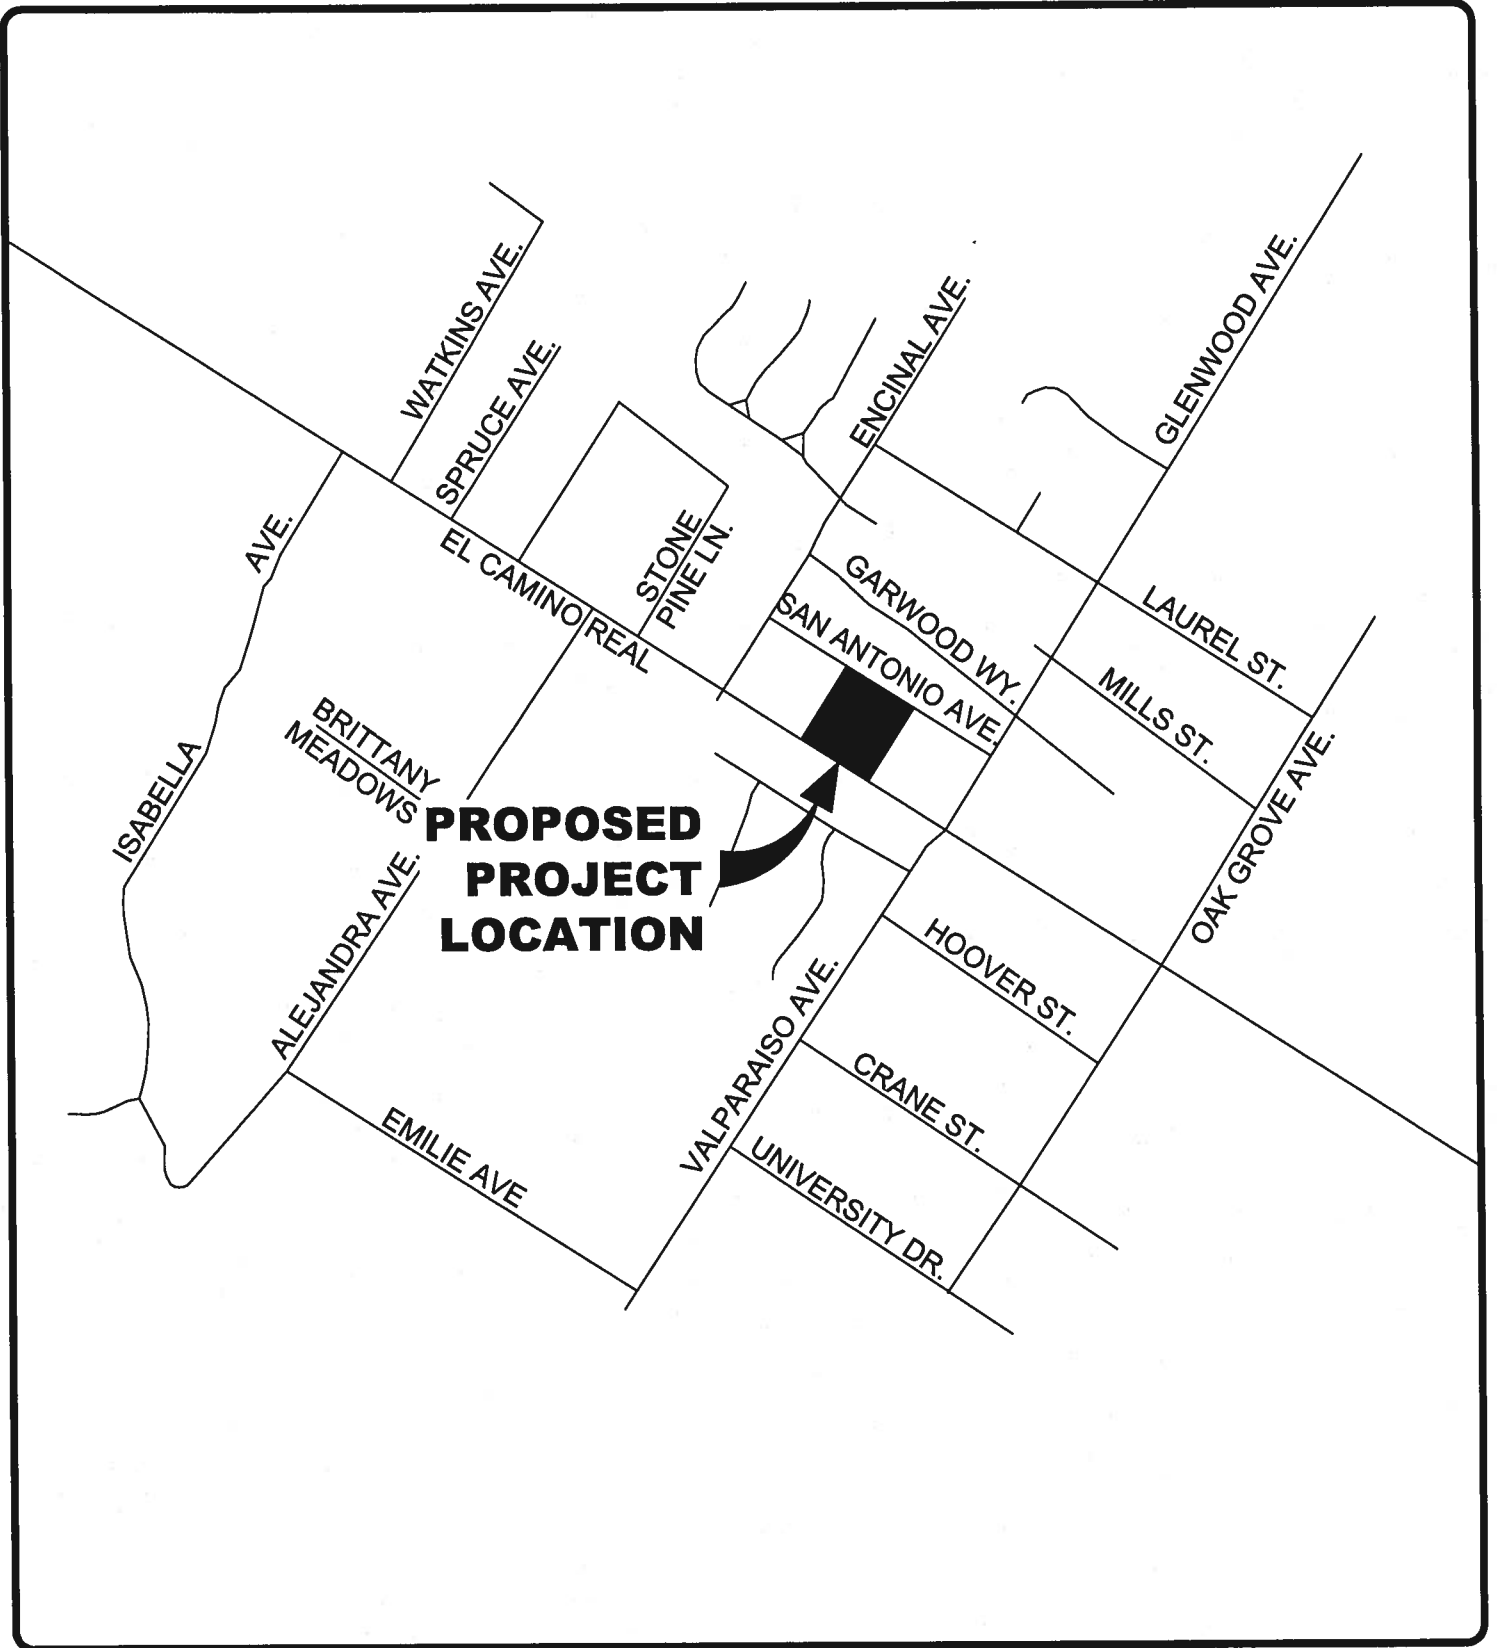 WATKINS AVE.
SPRUCE AVE.
ENCINAL AVE.
GLENWOOD AVE.
AVE.
ISABELLA
EL CAMINO REAL
STONE
PINE LN.
GARWOOD WY.
SAN ANTONIO AVE.
LAUREL ST.
MILLS ST.
OAK GROVE AVE.
BRITTANY
MEADOWS
PROPOSED
PROJECT
LOCATION
ALEJANDRA AVE.
HOOVER ST.
VALPARAISO AVE.
CRANE ST.
EMILIE AVE
UNIVERSITY DR.